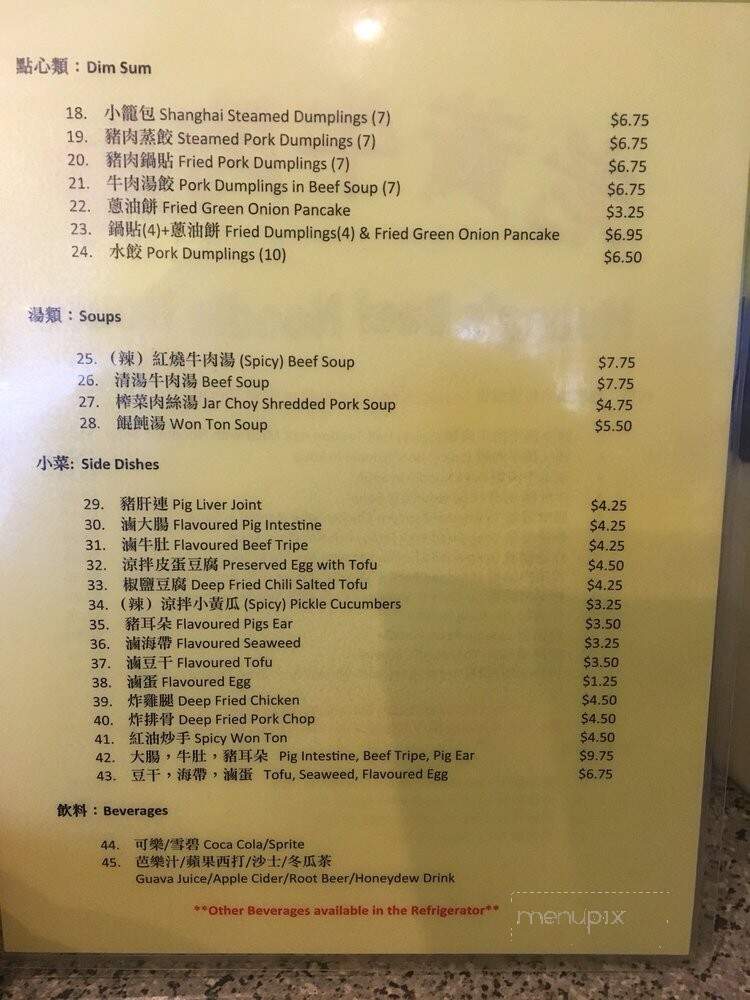 點心類：Dim Sum
18. 小籠包 Shanghai Steamed Dumplings (7) $6.75
19. 豬肉蒸餃 Steamed Pork Dumplings (7) $6.75
20. 豬肉鍋貼 Fried Pork Dumplings (7) $6.75
21. 牛肉湯餃 Pork Dumplings in Beef Soup (7) $6.75
22. 蔥油餅 Fried Green Onion Pancake $3.25
23. 鍋貼(4)+蔥油餅 Fried Dumplings(4) & Fried Green Onion Pancake $6.95
24. 水餃 Pork Dumplings (10) $6.50
湯類：Soups
25. （辣）紅燒牛肉湯 (Spicy) Beef Soup $7.75
26. 清湯牛肉湯 Beef Soup $7.75
27. 榨菜肉絲湯 Jar Choy Shredded Pork Soup $4.75
28. 餛飩湯 Won Ton Soup $5.50
小菜: Side Dishes
29. 豬肝連 Pig Liver Joint $4.25
30. 滷大腸 Flavoured Pig Intestine $4.25
31. 滷牛肚 Flavoured Beef Tripe $4.25
32. 涼拌皮蛋豆腐 Preserved Egg with Tofu $4.50
33. 椒鹽豆腐 Deep Fried Chili Salted Tofu $4.25
34. （辣）涼拌小黃瓜 (Spicy) Pickle Cucumbers $3.25
35. 豬耳朵 Flavoured Pigs Ear $3.50
36. 滷海帶 Flavoured Seaweed $3.25
37. 滷豆干 Flavoured Tofu $3.50
38. 滷蛋 Flavoured Egg $1.25
39. 炸雞腿 Deep Fried Chicken $4.50
40. 炸排骨 Deep Fried Pork Chop $4.50
41. 紅油炒手 Spicy Won Ton $4.50
42. 大腸，牛肚，豬耳朵 Pig Intestine, Beef Tripe, Pig Ear $9.75
43. 豆干，海帶，滷蛋 Tofu, Seaweed, Flavoured Egg $6.75
飲料：Beverages
44. 可樂/雪碧 Coca Cola/Sprite
45. 芭樂汁/蘋果西打/沙士/冬瓜茶
Guava Juice/Apple Cider/Root Beer/Honeydew Drink
**Other Beverages available in the Refrigerator**
menupix